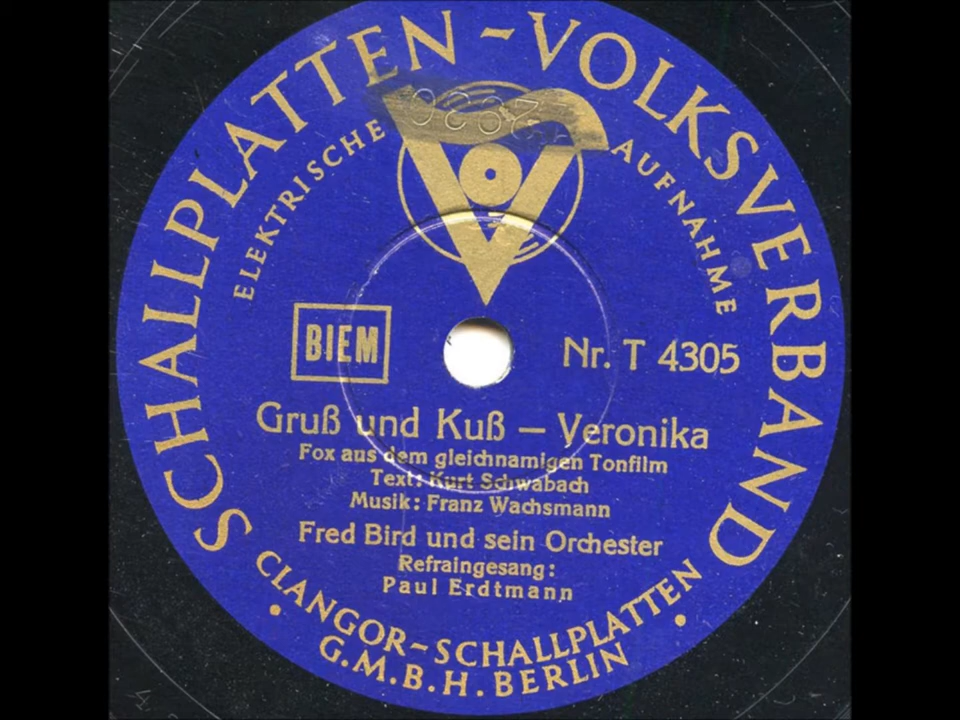 SCHALLPLATTEN-VOLKSVERBAND
ELEKTRISCHE AUFNAHME
BIEM
Nr. T 4305
Gruß und Kuß – Veronika
Fox aus dem gleichnamigen Tonfilm
Text: Kurt Schwabach
Musik: Franz Wachsmann
Fred Bird und sein Orchester
Refraingesang:
Paul Erdtmann
CLANGOR-SCHALLPLATTEN
G.M.B.H. BERLIN